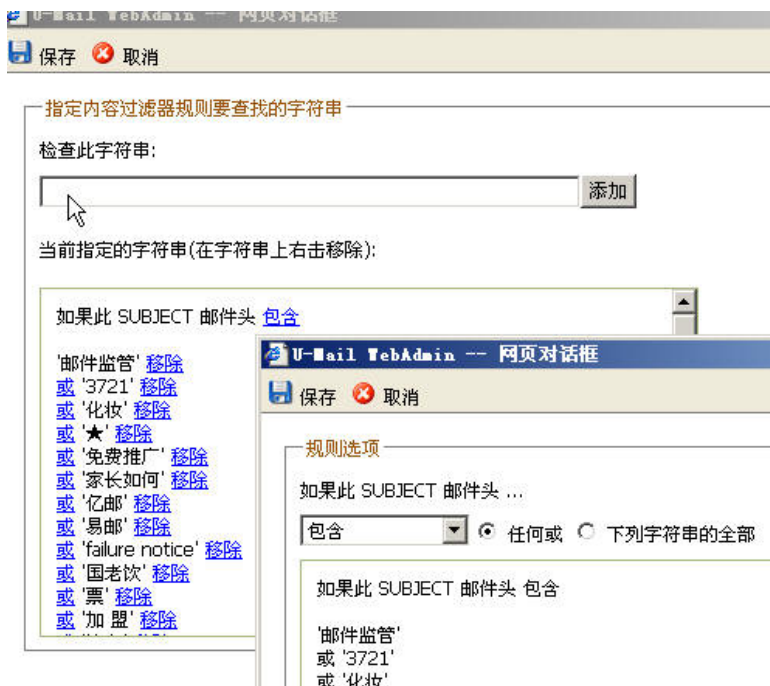 U-Mail WebAdmin -- 网页对话框
保存 取消
指定内容过滤器规则要查找的字符串
检查此字符串:
添加
当前指定的字符串(在字符串上右击移除):
如果此 SUBJECT 邮件头 包含
'邮件监管' 移除
或 '3721' 移除
或 '化妆' 移除
或 '★' 移除
或 '免费推广' 移除
或 '家长如何' 移除
或 '亿邮' 移除
或 '易邮' 移除
或 'failure notice' 移除
或 '国老饮' 移除
或 '票' 移除
或 '加 盟' 移除
U-Mail WebAdmin -- 网页对话框
保存 取消
规则选项
如果此 SUBJECT 邮件头 ...
包含 任何或 下列字符串的全部
如果此 SUBJECT 邮件头 包含
'邮件监管'
或 '3721'
或 '化妆'